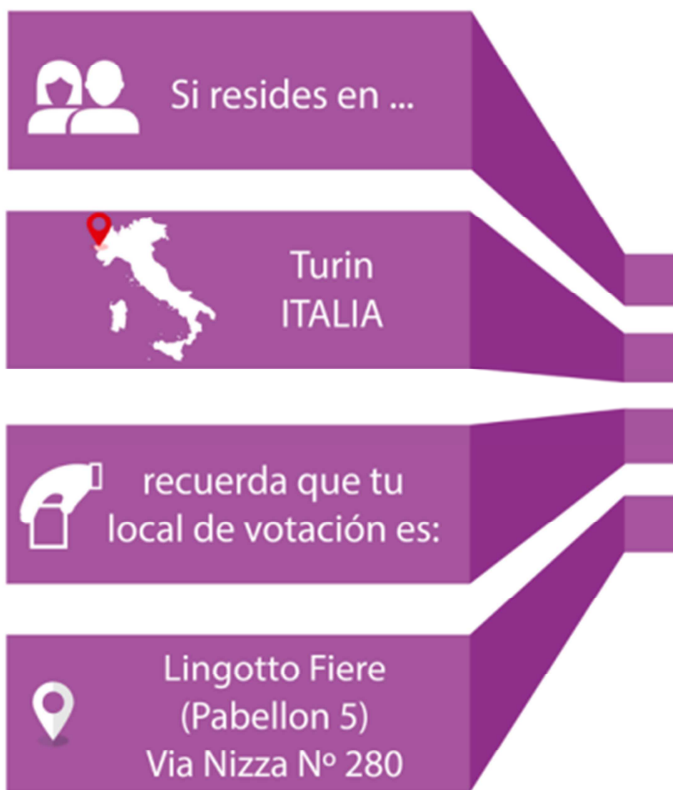 Si resides en ...
Turin
ITALIA
recuerda que tu
local de votación es:
Lingotto Fiere
(Pabellon 5)
Via Nizza Nº 280